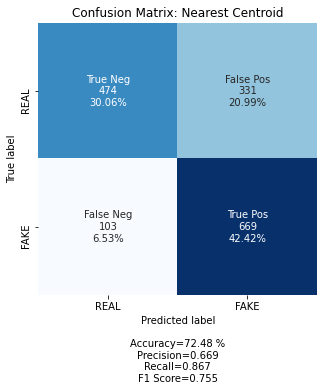 Confusion Matrix: Nearest Centroid
True label
REAL
True Neg
474
30.06%
False Pos
331
20.99%
FAKE
False Neg
103
6.53%
True Pos
669
42.42%
REAL
FAKE
Predicted label
Accuracy=72.48 %
Precision=0.669
Recall=0.867
F1 Score=0.755